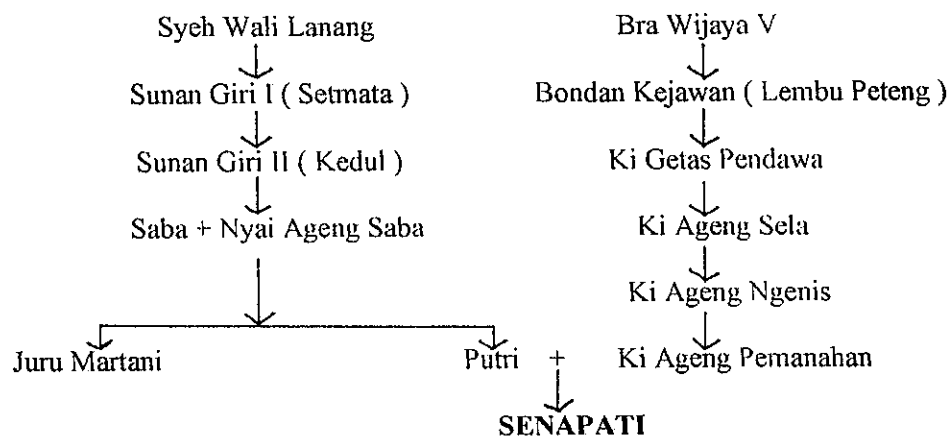 Syeh Wali Lanang Bra Wijaya V
Sunan Giri I ( Setmata ) Bondan Kejawan ( Lembu Peteng )
Sunan Giri II ( Kedul ) Ki Getas Pendawa
Saba + Nyai Ageng Saba Ki Ageng Sela
Ki Ageng Ngenis
Juru Martani Putri + Ki Ageng Pemanahan
SENAPATI